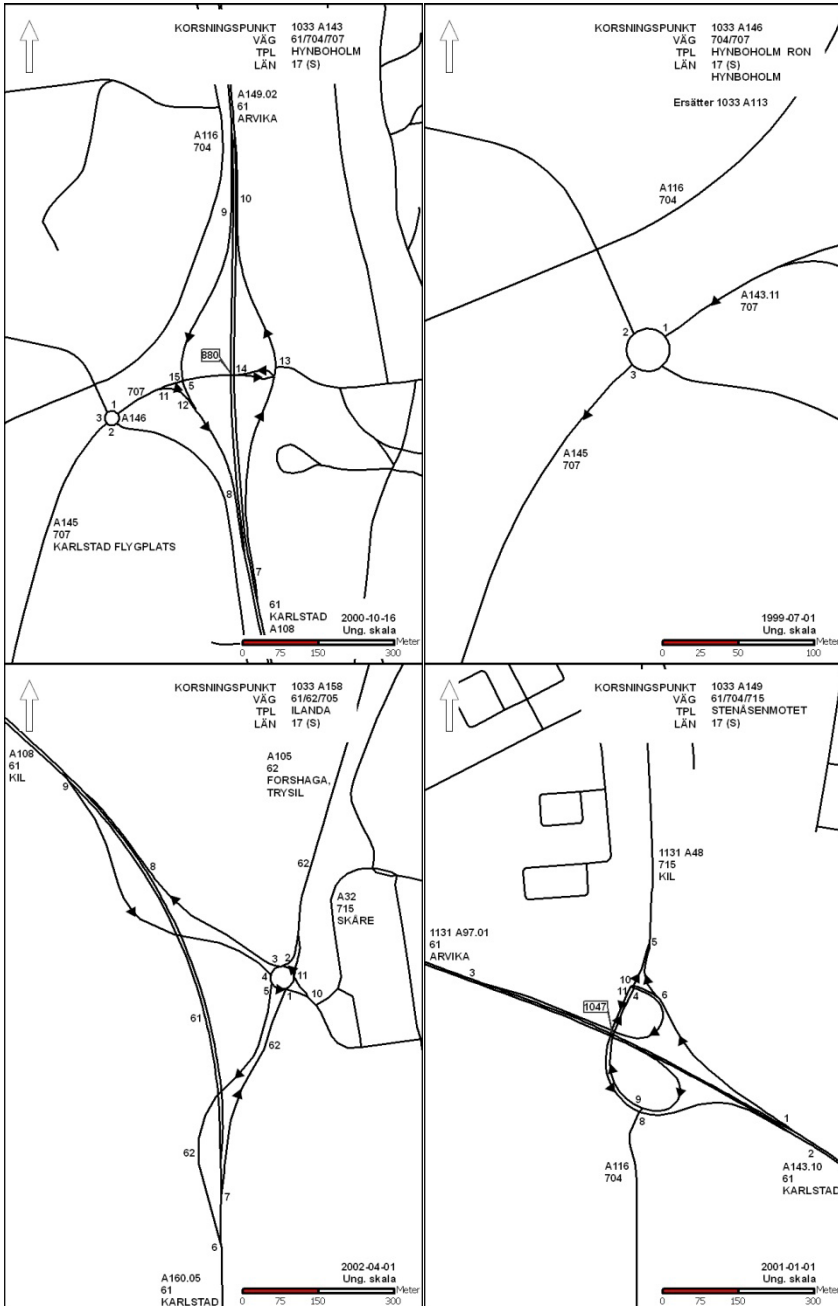 KORSNINGSPUNKT 1033 A143
VÄG 61/704/707
TPL HYNBOHOLM
LÄN 17 (S)
A149.02
61
ARVIKA
A116
704
9
10
880
13
14
15
5
707
11
12
1
3
A146
2
8
A145
707
KARLSTAD FLYGPLATS
7
61
KARLSTAD
A108
2000-10-16
Ung. skala
Meter
0 75 150 300
KORSNINGSPUNKT 1033 A146
VÄG 704/707
TPL HYNBOHOLM RON
LÄN 17 (S)
HYNBOHOLM
Ersätter 1033 A113
A116
704
A143.11
707
1
2
3
A145
707
1999-07-01
Ung. skala
Meter
0 25 50 100
KORSNINGSPUNKT 1033 A158
VÄG 61/62/705
TPL ILANDA
LÄN 17 (S)
A108
61
KIL
A105
62
FORSHAGA,
TRYSIL
9
8
62
A32
715
SKÅRE
3 2
4
11
5
1
10
61
62
62
7
6
A160.05
61
KARLSTAD
2002-04-01
Ung. skala
Meter
0 75 150 300
KORSNINGSPUNKT 1033 A149
VÄG 61/704/715
TPL STENÅSENMOTET
LÄN 17 (S)
1131 A48
715
KIL
1131 A97.01
61
ARVIKA
3
5
10
11
4
6
1047
9
8
1
2
A116
704
A143.10
61
KARLSTAD
2001-01-01
Ung. skala
Meter
0 75 150 300